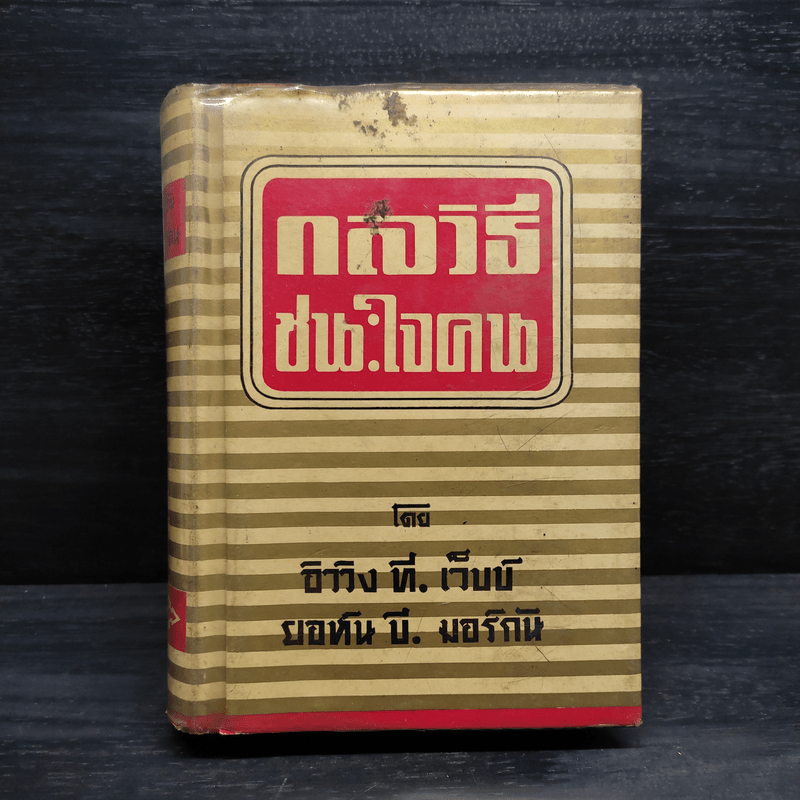 กลวิธี
ชนะใจคน
โดย
อิววิง ที. เว็บบ์
ยอห์น บี. มอร์กัน